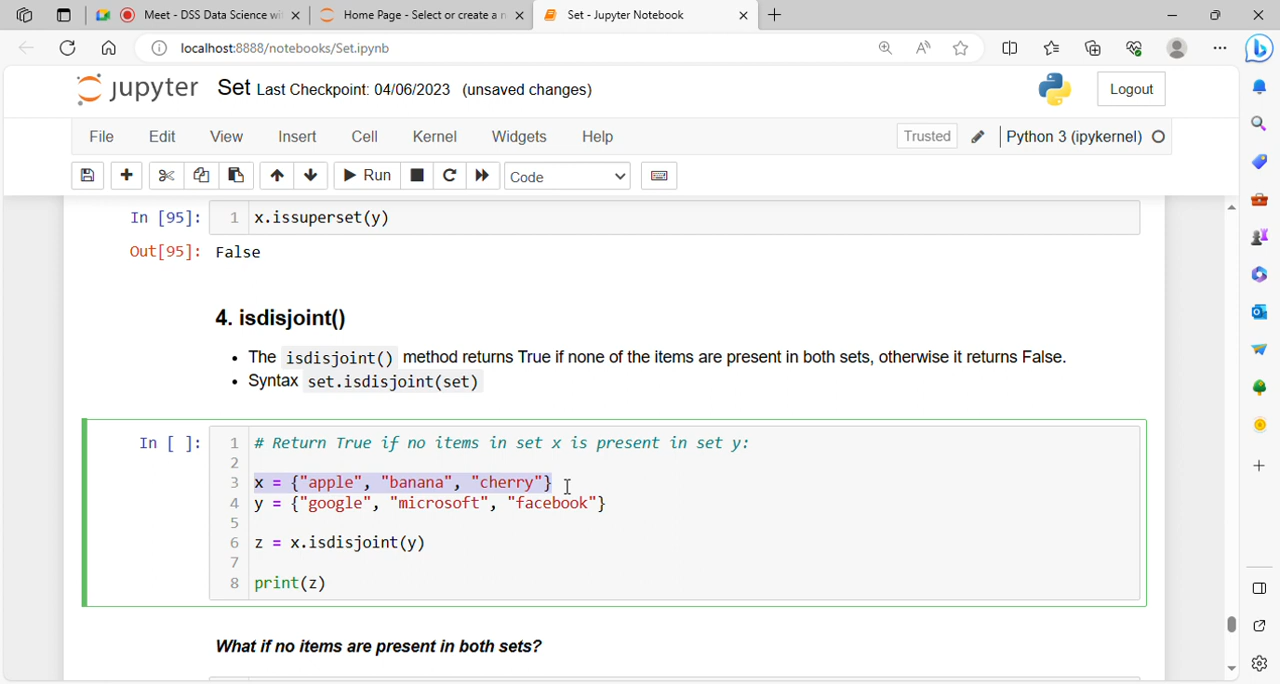 Meet - DSS Data Science wi
Home Page - Select or create a n
Set - Jupyter Notebook
localhost:8888/notebooks/Set.ipynb
jupyter Set Last Checkpoint: 04/06/2023 (unsaved changes)
Logout
File Edit View Insert Cell Kernel Widgets Help
Trusted
Python 3 (ipykernel)
Run
Code
In [95]: 1 x.issuperset(y)
Out[95]: False
4. isdisjoint()
• The isdisjoint() method returns True if none of the items are present in both sets, otherwise it returns False.
• Syntax set.isdisjoint(set)
In [ ]: 1 # Return True if no items in set x is present in set y:
2
3 x = {"apple", "banana", "cherry"}
4 y = {"google", "microsoft", "facebook"}
5
6 z = x.isdisjoint(y)
7
8 print(z)
What if no items are present in both sets?